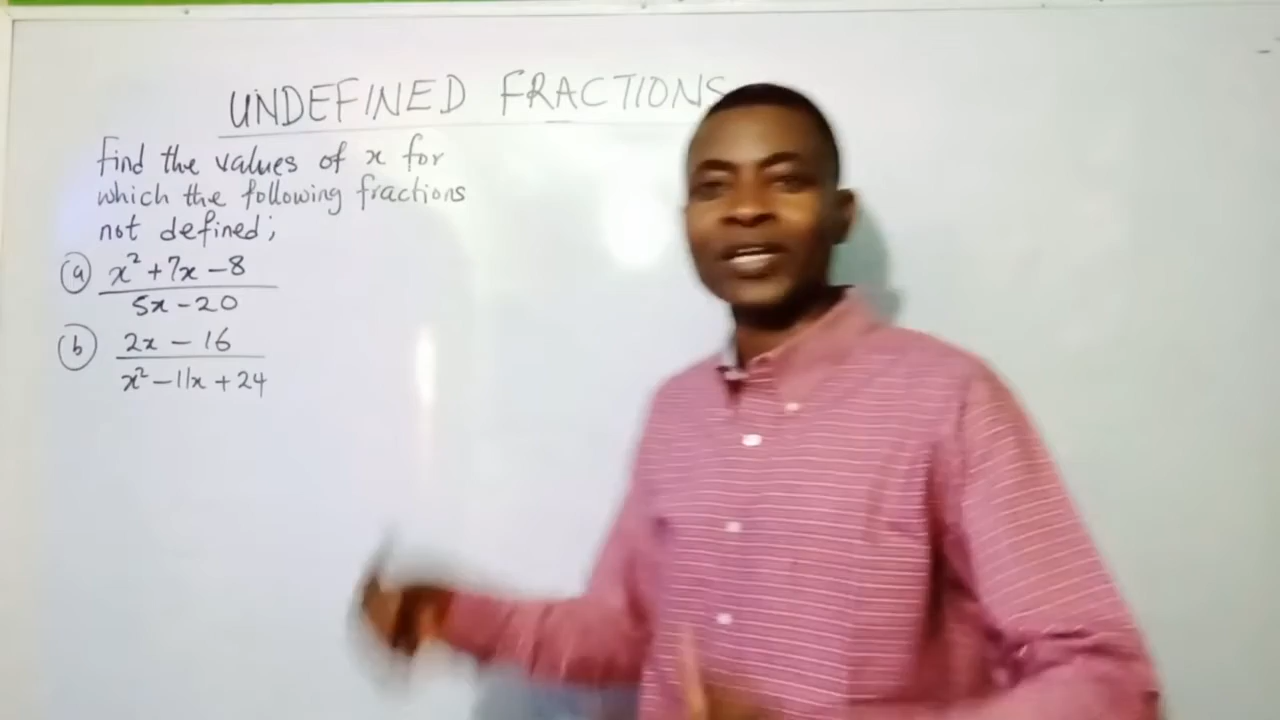 UNDEFINED FRACTIONS
Find the values of x for
which the following fractions
not defined;
(a) x² + 7x - 8
5x - 20
(b) 2x - 16
x² - 11x + 24